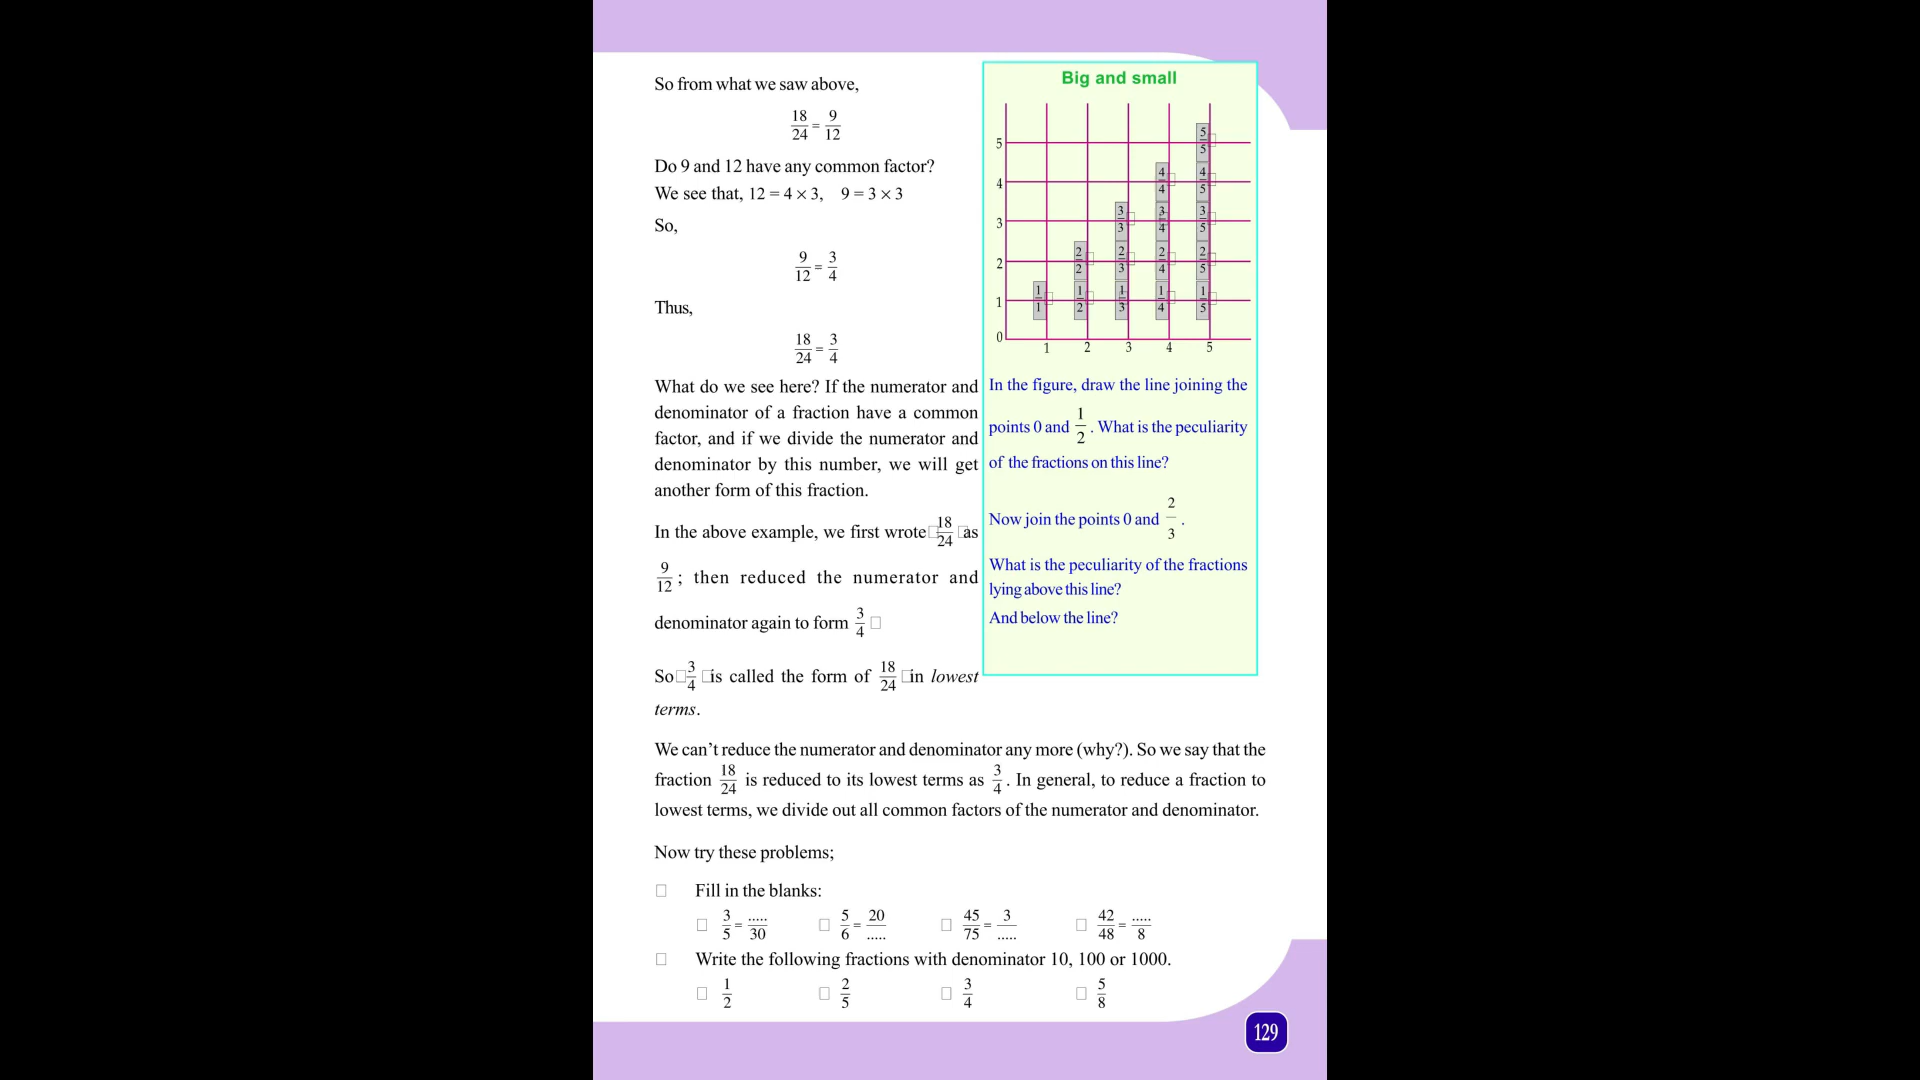 So from what we saw above,
18/24 = 9/12
Do 9 and 12 have any common factor?
We see that, 12 = 4 × 3, 9 = 3 × 3
So,
9/12 = 3/4
Thus,
18/24 = 3/4
What do we see here? If the numerator and
denominator of a fraction have a common
factor, and if we divide the numerator and
denominator by this number, we will get
another form of this fraction.
In the above example, we first wrote □18/24 □as
9/12 ; then reduced the numerator and
denominator again to form 3/4 □
So□3/4 □is called the form of 18/24 □in lowest
terms.
Big and small
5/5
5
4/4 4/5
4
3/3 3/4 3/5
3
2/2 2/3 2/4 2/5
2
1/1 1/2 1/3 1/4 1/5
1
0
1 2 3 4 5
In the figure, draw the line joining the
points 0 and 1/2 . What is the peculiarity
of the fractions on this line?
Now join the points 0 and 2/3 .
What is the peculiarity of the fractions
lying above this line?
And below the line?
We can’t reduce the numerator and denominator any more (why?). So we say that the
fraction 18/24 is reduced to its lowest terms as 3/4 . In general, to reduce a fraction to
lowest terms, we divide out all common factors of the numerator and denominator.
Now try these problems;
□ Fill in the blanks:
□ 3/5 = ...../30 □ 5/6 = 20/..... □ 45/75 = 3/..... □ 42/48 = ...../8
□ Write the following fractions with denominator 10, 100 or 1000.
□ 1/2 □ 2/5 □ 3/4 □ 5/8
129